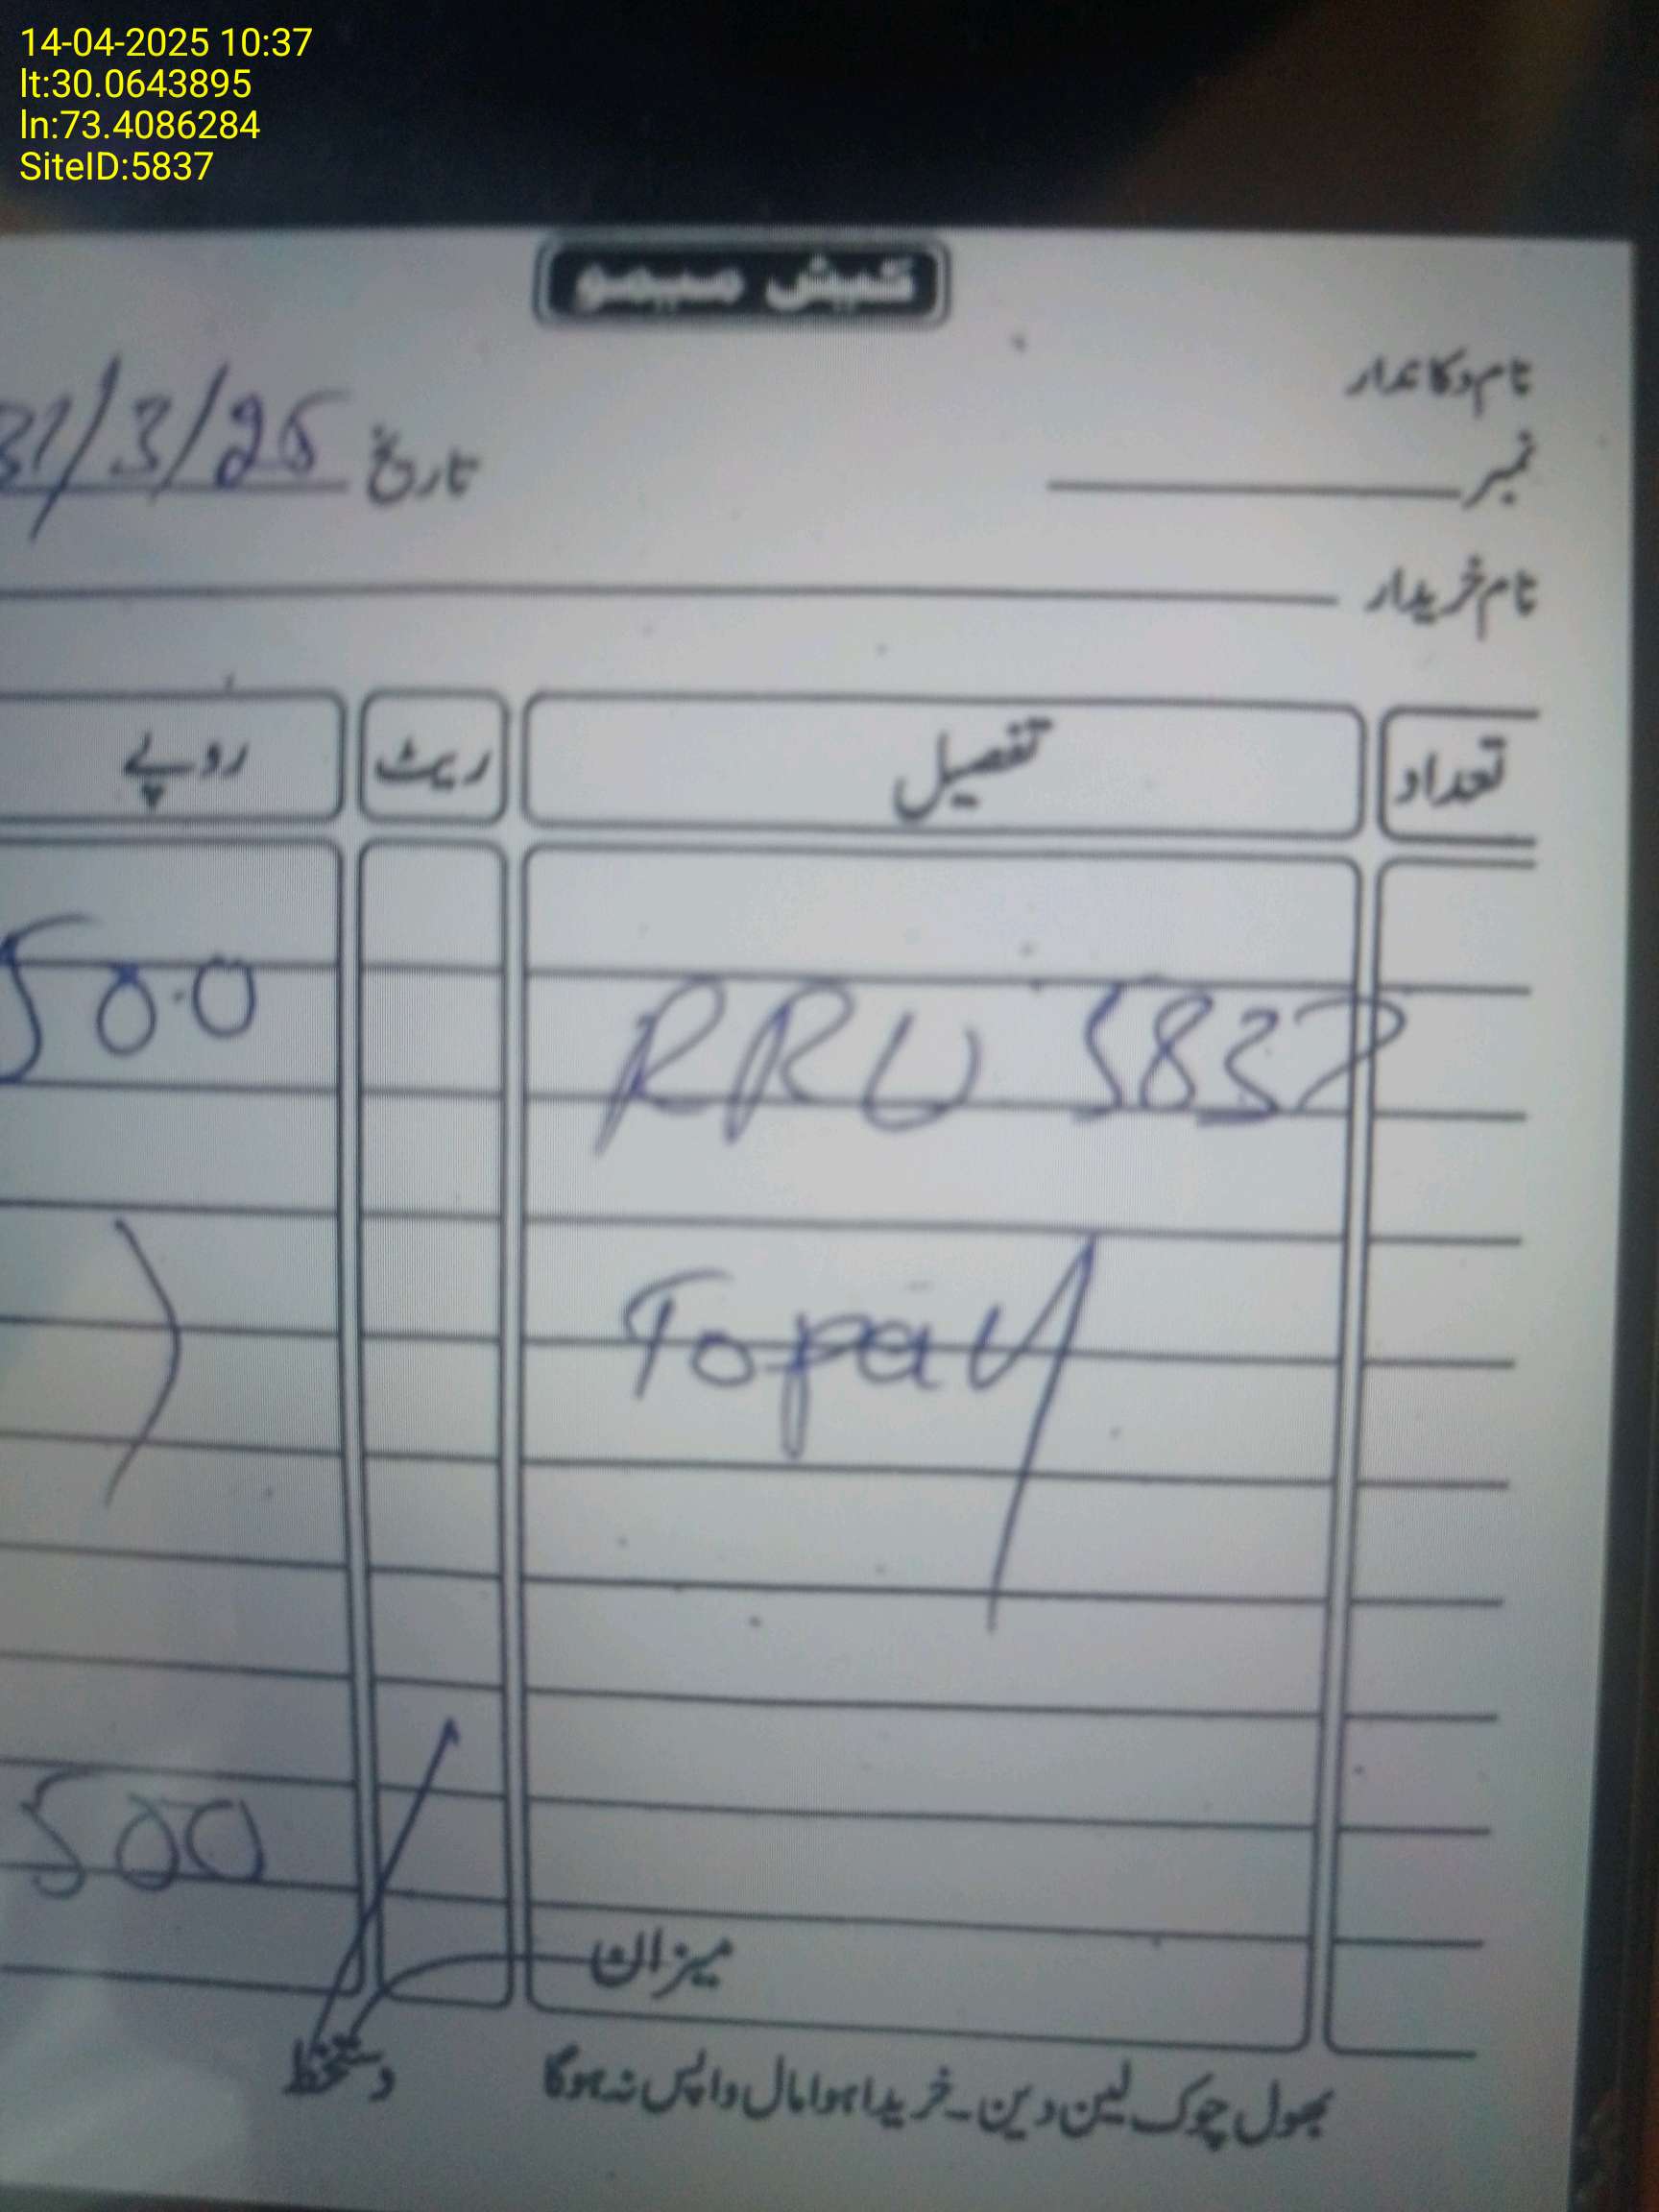 14-04-2025 10:37
lt:30.0643895
ln:73.4086284
SiteID:5837
کیش میمو
نام دکاندار
نمبر تاریخ 31/3/25
نام خریدار
تعداد تفصیل ریٹ روپے
RRU 5837 500
Topay
500
میزان
بھول چوک لین دین۔ خریدا ہوا مال واپس نہ ہوگا دستخط